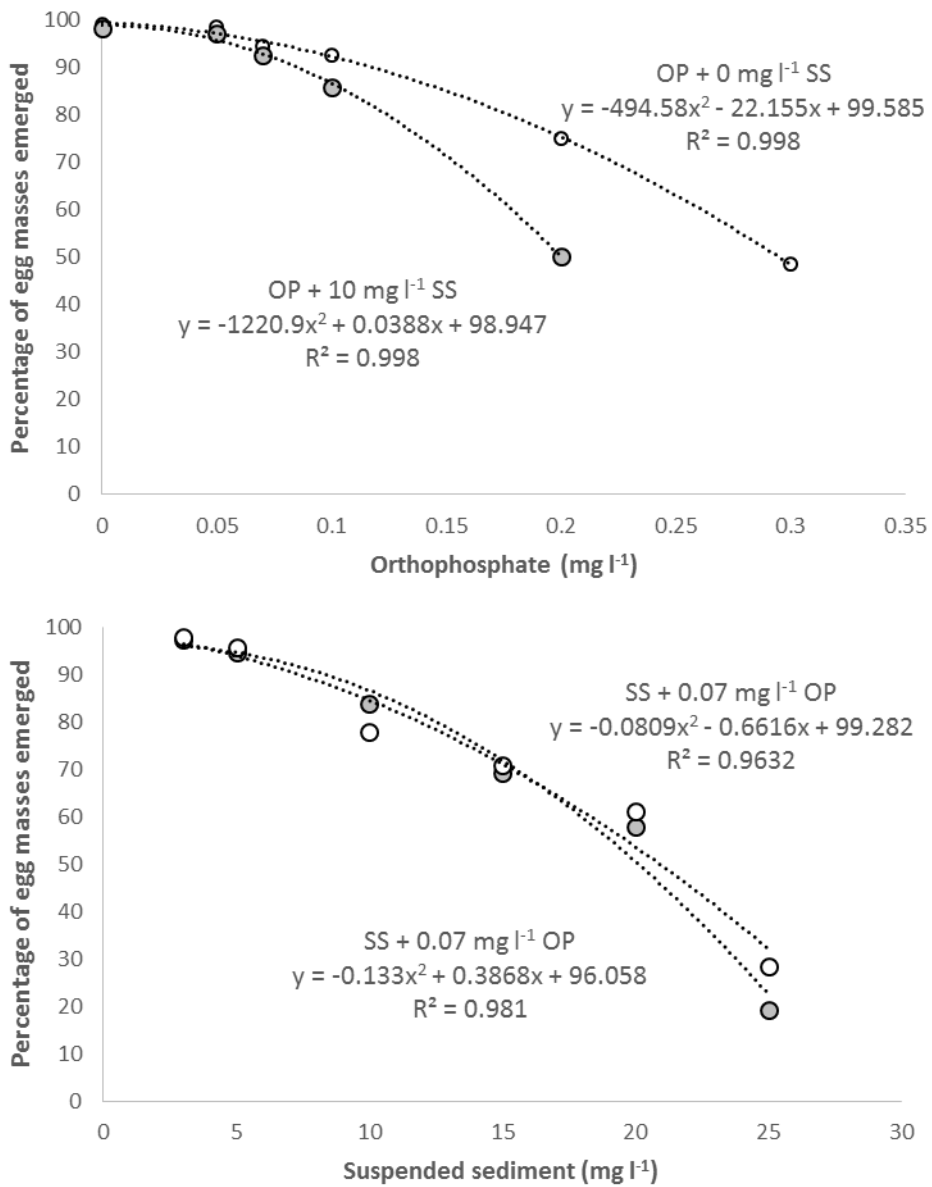 Percentage of egg masses emerged
100
90
80
70
60
50
40
30
20
10
0
OP + 0 mg l⁻¹ SS
y = -494.58x² - 22.155x + 99.585
R² = 0.998
OP + 10 mg l⁻¹ SS
y = -1220.9x² + 0.0388x + 98.947
R² = 0.998
0 0.05 0.1 0.15 0.2 0.25 0.3 0.35
Orthophosphate (mg l⁻¹)
Percentage of egg masses emerged
100
90
80
70
60
50
40
30
20
10
0
SS + 0.07 mg l⁻¹ OP
y = -0.0809x² - 0.6616x + 99.282
R² = 0.9632
SS + 0.07 mg l⁻¹ OP
y = -0.133x² + 0.3868x + 96.058
R² = 0.981
0 5 10 15 20 25 30
Suspended sediment (mg l⁻¹)